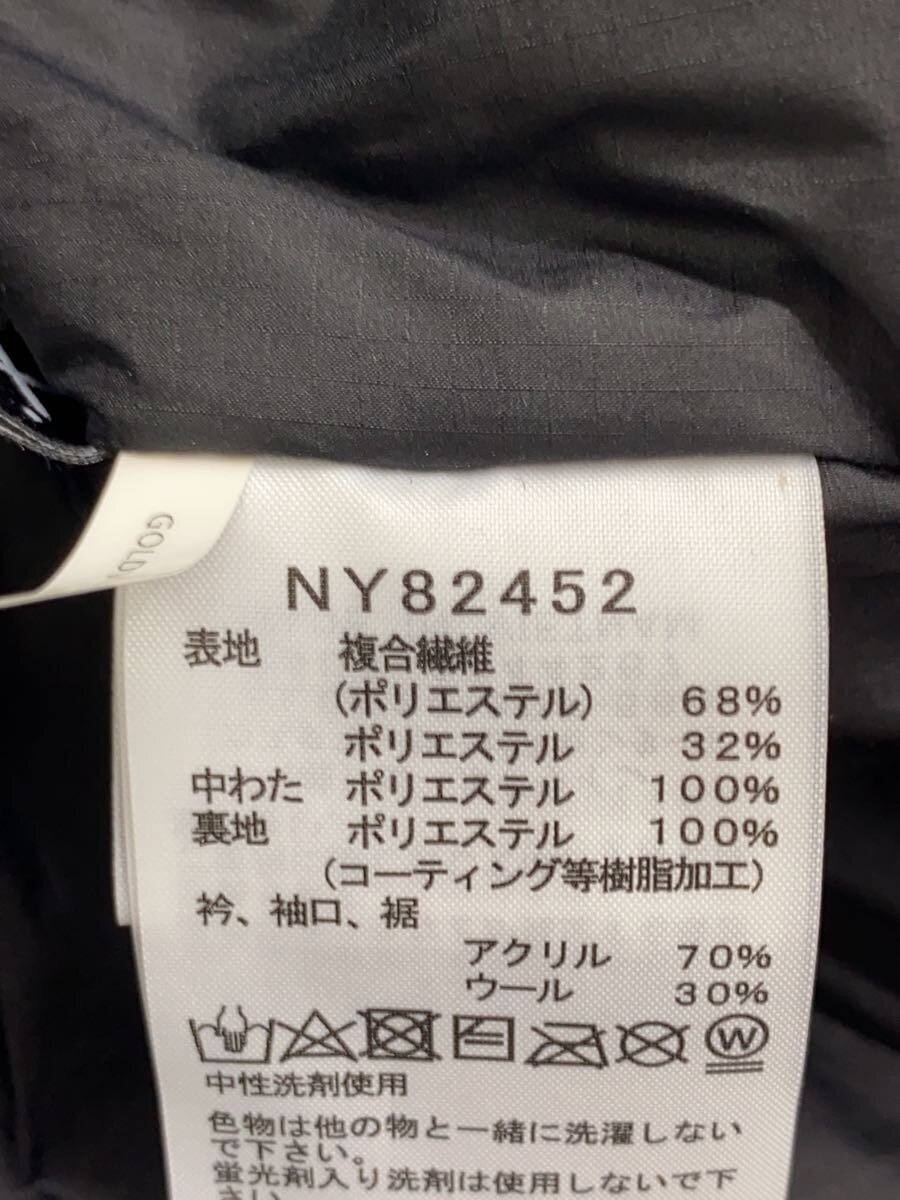 GOLD
NY82452
表地 複合繊維
(ポリエステル) 68%
ポリエステル 32%
中わた ポリエステル 100%
裏地 ポリエステル 100%
(コーティング等樹脂加工)
衿、袖口、裾
アクリル 70%
ウール 30%
W
中性洗剤使用
色物は他の物と一緒に洗濯しない
で下さい。
蛍光剤入り洗剤は使用しないで下
さい。